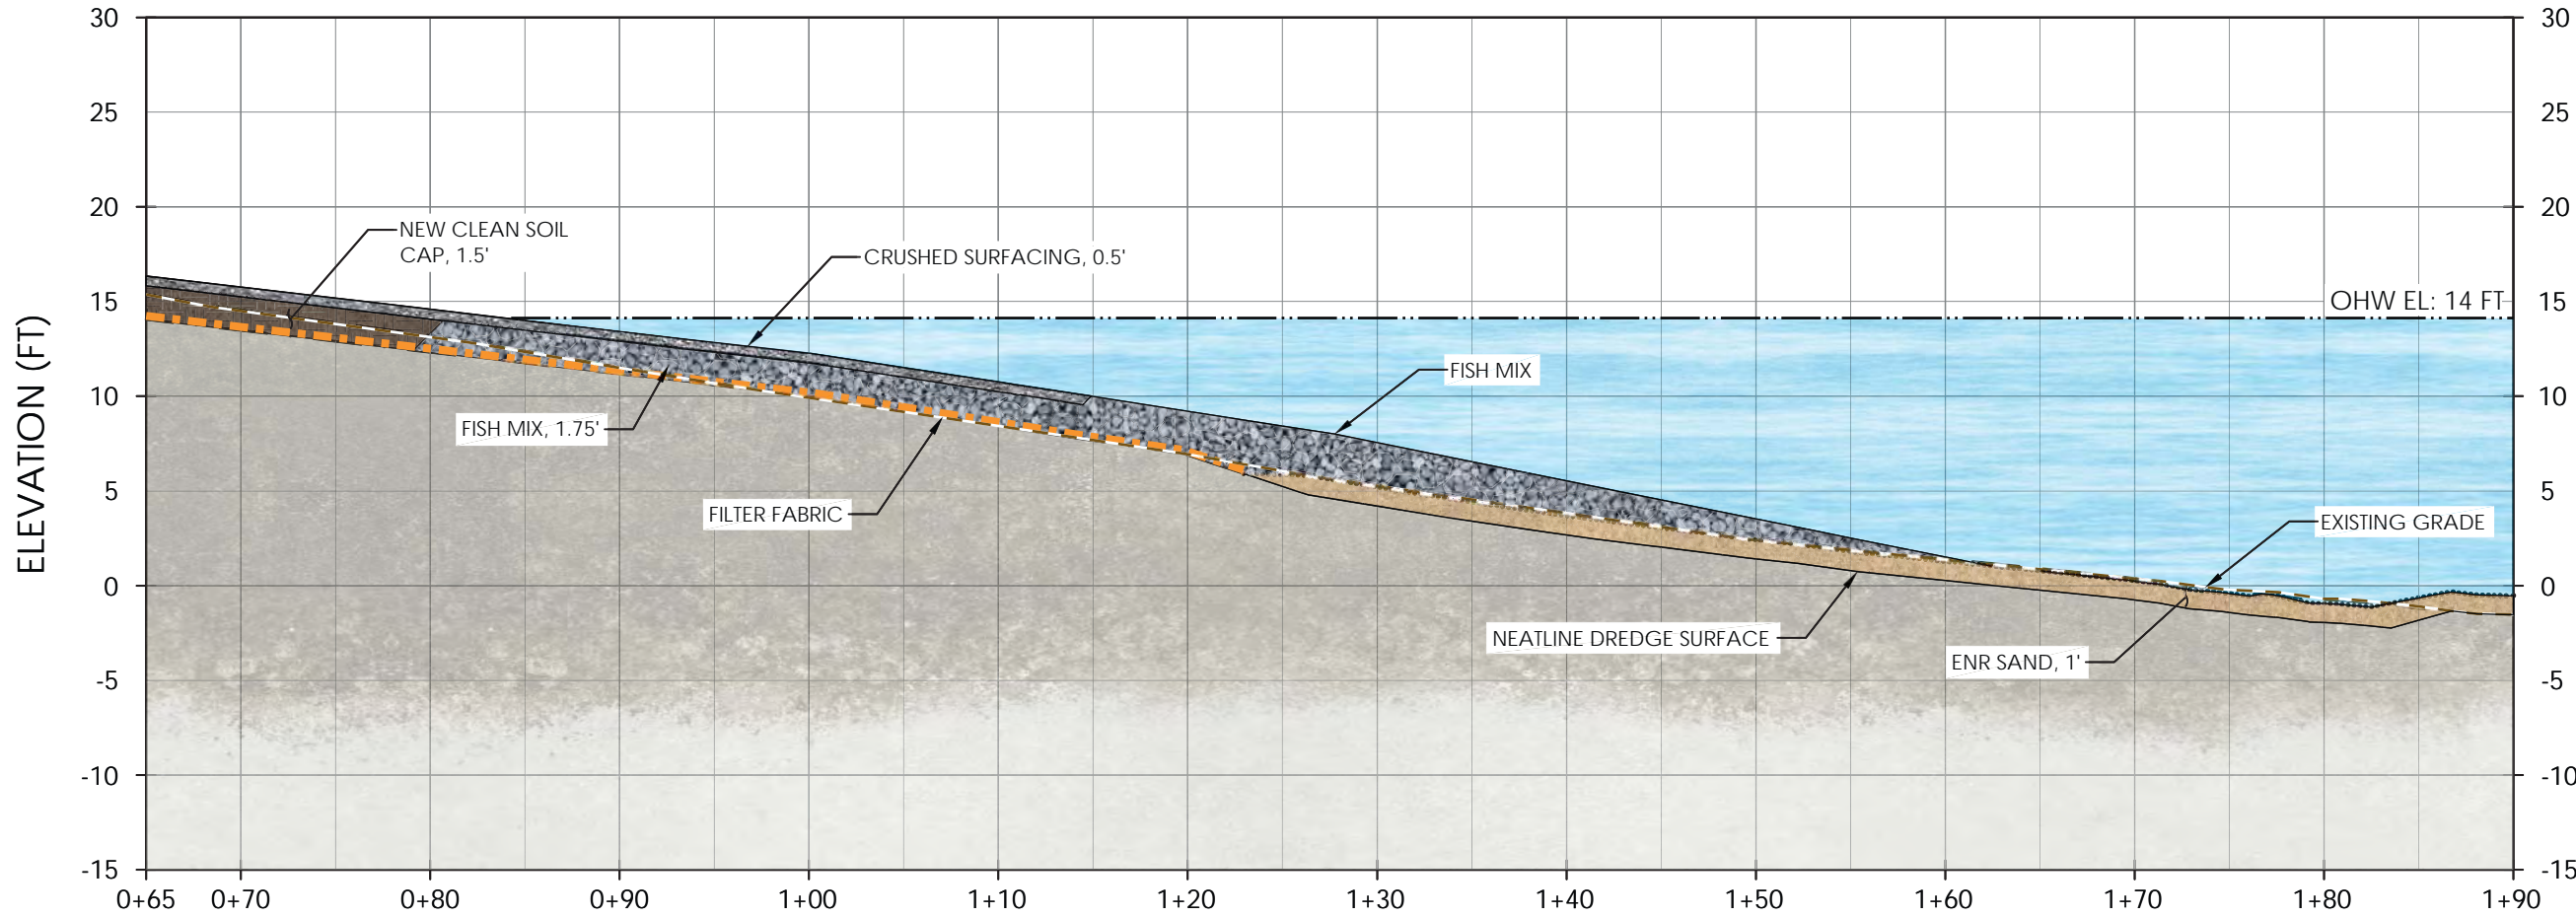 30
30
25
25
20
20
NEW CLEAN SOIL
CAP, 1.5'
CRUSHED SURFACING, 0.5'
15
OHW EL: 14 FT
15
FISH MIX
10
10
FISH MIX, 1.75'
FILTER FABRIC
5
5
EXISTING GRADE
ELEVATION (FT)
0
0
NEATLINE DREDGE SURFACE
ENR SAND, 1'
-5
-5
-10
-10
-15
-15
0+65 0+70 0+80 0+90 1+00 1+10 1+20 1+30 1+40 1+50 1+60 1+70 1+80 1+90